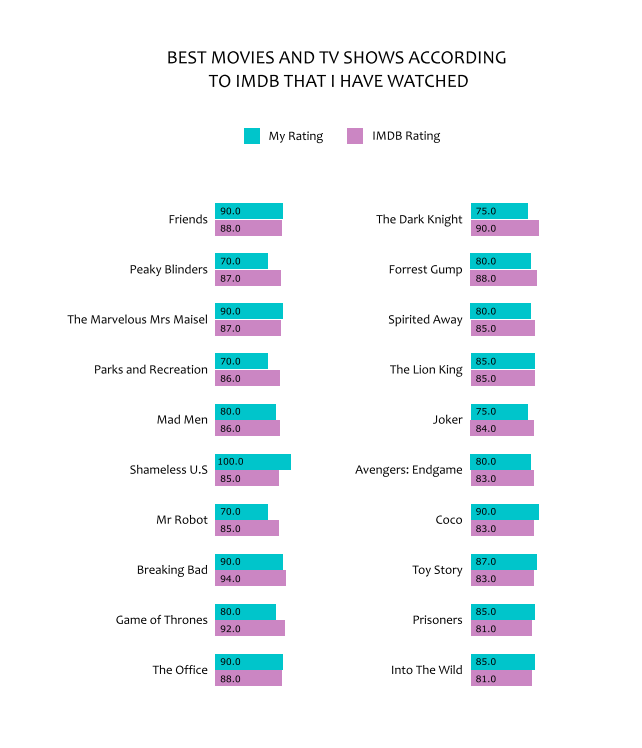 BEST MOVIES AND TV SHOWS ACCORDING
TO IMDB THAT I HAVE WATCHED
My Rating
IMDB Rating
Friends
90.0
88.0
Peaky Blinders
70.0
87.0
The Marvelous Mrs Maisel
90.0
87.0
Parks and Recreation
70.0
86.0
Mad Men
80.0
86.0
Shameless U.S
100.0
85.0
Mr Robot
70.0
85.0
Breaking Bad
90.0
94.0
Game of Thrones
80.0
92.0
The Office
90.0
88.0
The Dark Knight
75.0
90.0
Forrest Gump
80.0
88.0
Spirited Away
80.0
85.0
The Lion King
85.0
85.0
Joker
75.0
84.0
Avengers: Endgame
80.0
83.0
Coco
90.0
83.0
Toy Story
87.0
83.0
Prisoners
85.0
81.0
Into The Wild
85.0
81.0